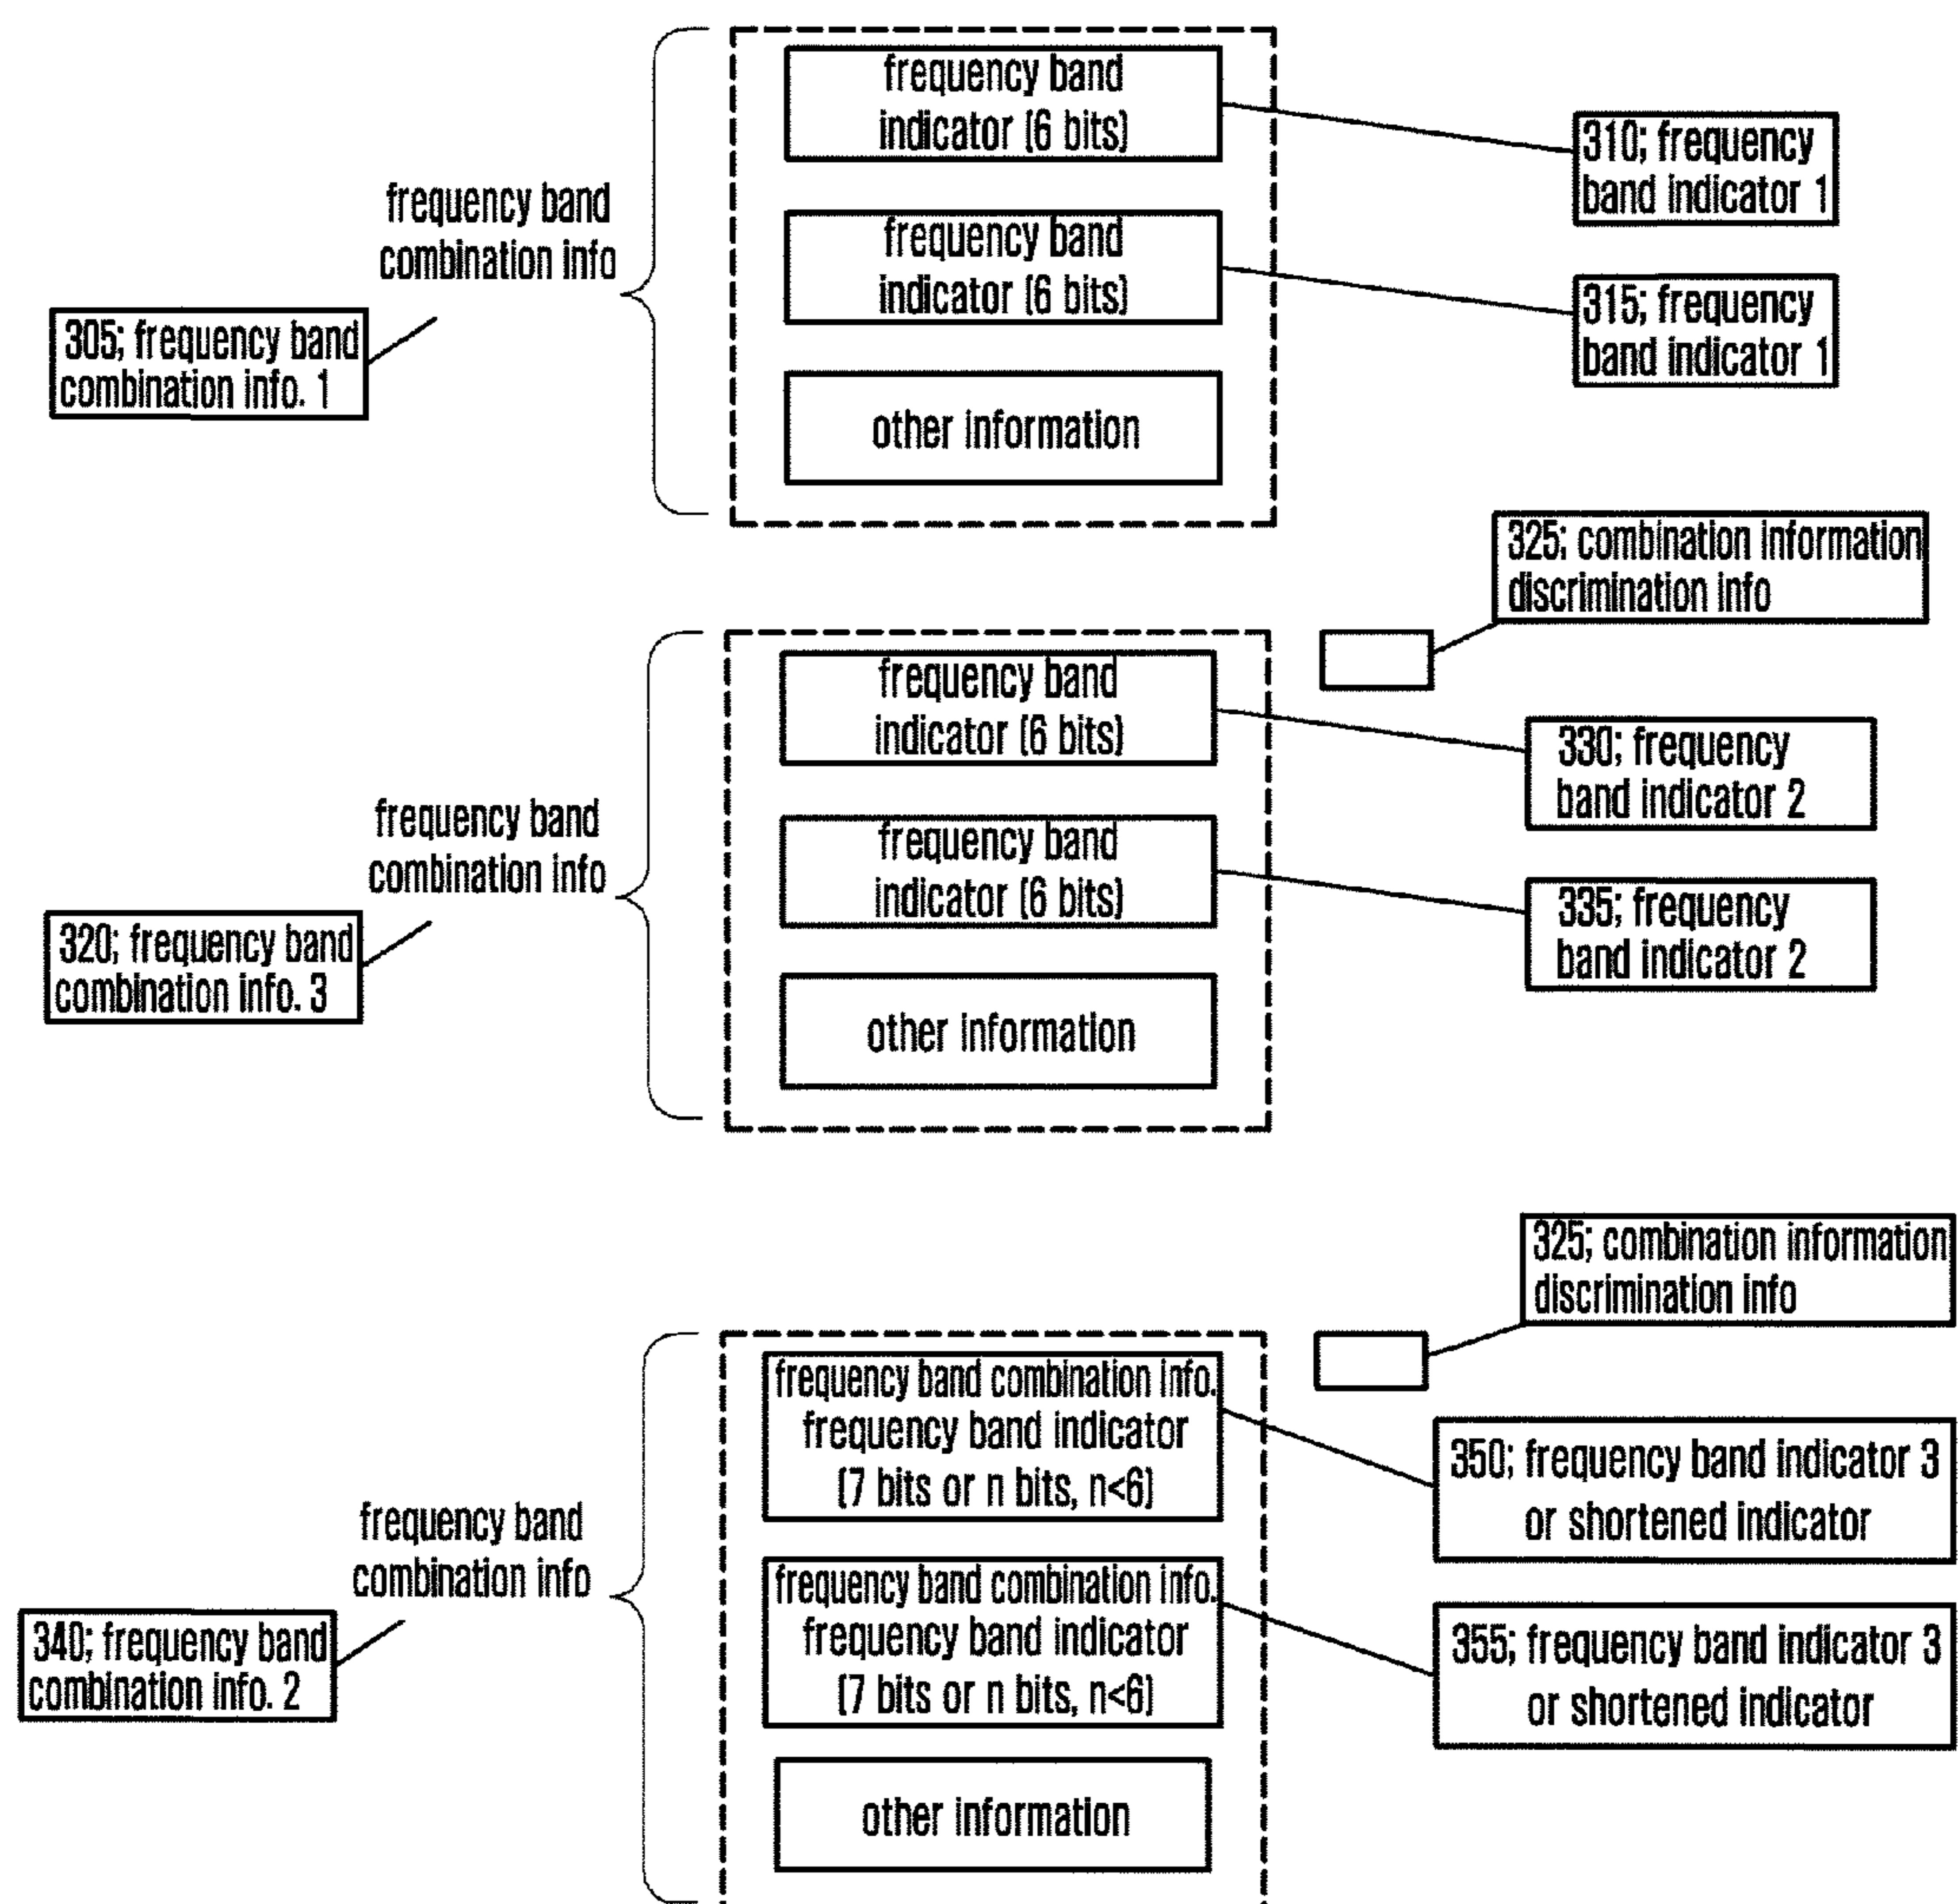 frequency band
indicator (6 bits)
310; frequency
band indicator 1
frequency band
combination info
frequency band
indicator (6 bits)
315; frequency
band indicator 1
305; frequency band
combination info. 1
other information
325; combination information
discrimination info
frequency band
indicator (6 bits)
330; frequency
band indicator 2
frequency band
combination info
frequency band
indicator (6 bits)
335; frequency
band indicator 2
320; frequency band
combination info. 3
other information
325; combination information
discrimination info
frequency band combination info.
frequency band indicator
(7 bits or n bits, n<6)
350; frequency band indicator 3
or shortened indicator
frequency band
combination info
frequency band combination info.
frequency band indicator
(7 bits or n bits, n<6)
355; frequency band indicator 3
or shortened indicator
340; frequency band
combination info. 2
other information